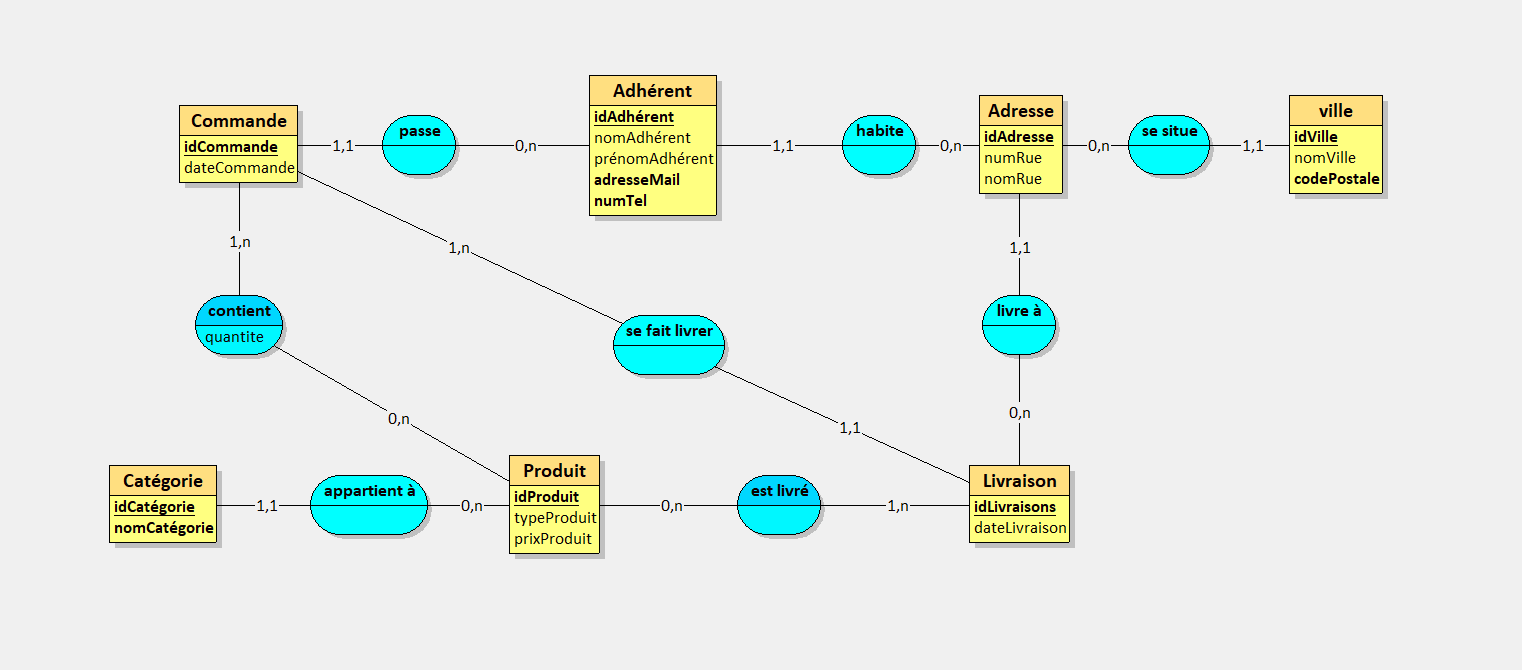 Commande
idCommande
dateCommande
1,1
passe
0,n
Adhérent
idAdhérent
nomAdhérent
prénomAdhérent
adresseMail
numTel
1,1
habite
0,n
Adresse
idAdresse
numRue
nomRue
0,n
se situe
1,1
ville
idVille
nomVille
codePostale
1,n
1,n
1,1
contient
quantite
se fait livrer
livre à
0,n
1,1
0,n
Catégorie
idCatégorie
nomCatégorie
1,1
appartient à
0,n
Produit
idProduit
typeProduit
prixProduit
0,n
est livré
1,n
Livraison
idLivraisons
dateLivraison